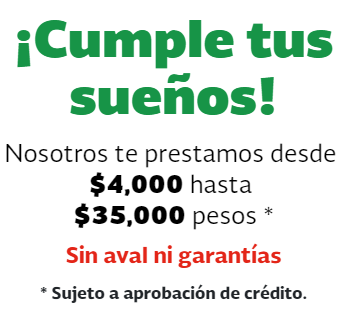 ¡Cumple tus
sueños!
Nosotros te prestamos desde
$4,000 hasta
$35,000 pesos *
Sin aval ni garantías
* Sujeto a aprobación de crédito.